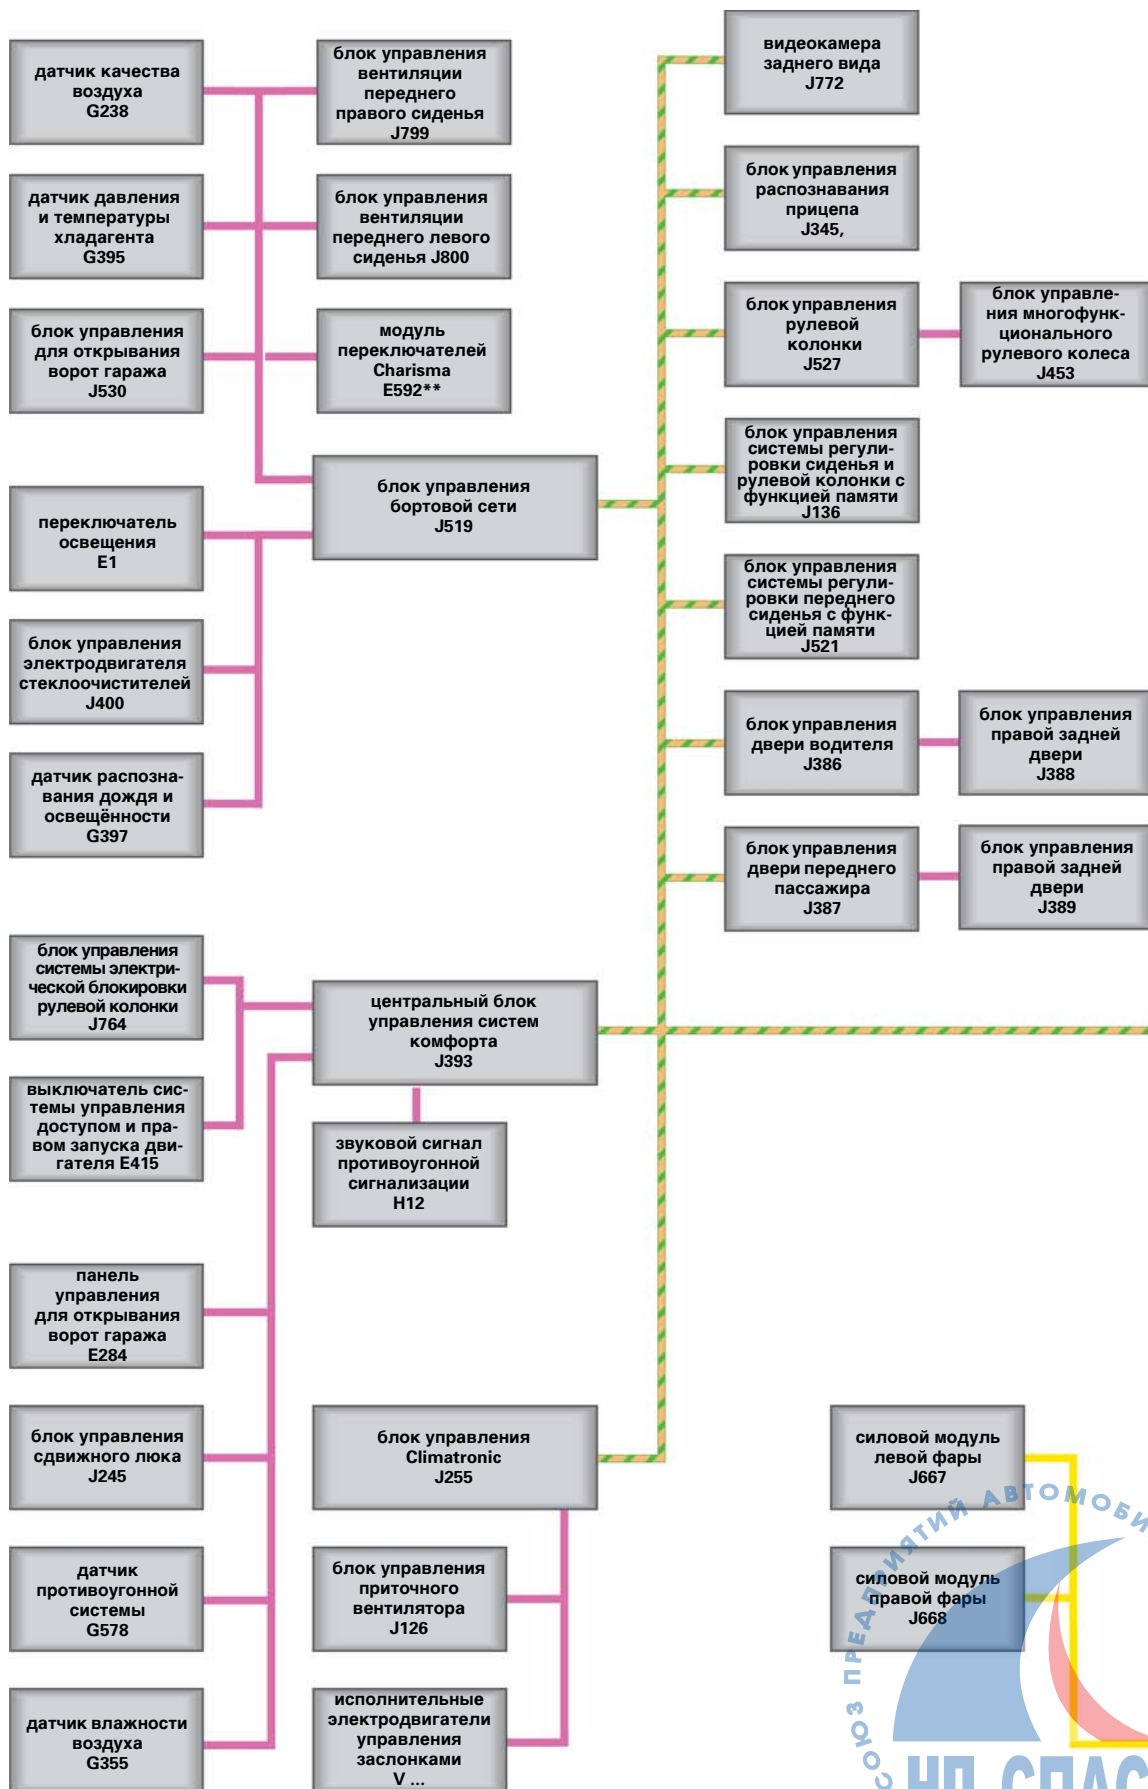 датчик качества
воздуха
G238
блок управления
вентиляции
переднего
правого сиденья
J799
видеокамера
заднего вида
J772
датчик давления
и температуры
хладагента
G395
блок управления
вентиляции
переднего левого
сиденья J800
блок управления
распознавания
прицепа
J345,
блок управления
для открывания
ворот гаража
J530
модуль
переключателей
Charisma
E592**
блок управления
рулевой
колонки
J527
блок управле-
ния многофунк-
ционального
рулевого колеса
J453
переключатель
освещения
E1
блок управления
бортовой сети
J519
блок управления
системы регули-
ровки сиденья и
рулевой колонки с
функцией памяти
J136
блок управления
системы регули-
ровки переднего
сиденья с функ-
цией памяти
J521
блок управления
электродвигателя
стеклоочистителей
J400
блок управления
двери водителя
J386
блок управления
правой задней
двери
J388
датчик распозна-
вания дождя и
освещённости
G397
блок управления
двери переднего
пассажира
J387
блок управления
правой задней
двери
J389
блок управления
системы электри-
ческой блокировки
рулевой колонки
J764
центральный блок
управления систем
комфорта
J393
выключатель сис-
темы управления
доступом и пра-
вом запуска дви-
гателя E415
звуковой сигнал
противоугонной
сигнализации
H12
панель
управления
для открывания
ворот гаража
E284
блок управления
сдвижного люка
J245
блок управления
Climatronic
J255
силовой модуль
левой фары
J667
датчик
противоугонной
системы
G578
блок управления
приточного
вентилятора
J126
силовой модуль
правой фары
J668
датчик влажности
воздуха
G355
исполнительные
электродвигатели
управления
заслонками
V ...
СОЮЗ ПРЕДПРИЯТИЙ АВТОМОБИ
НП СПАС